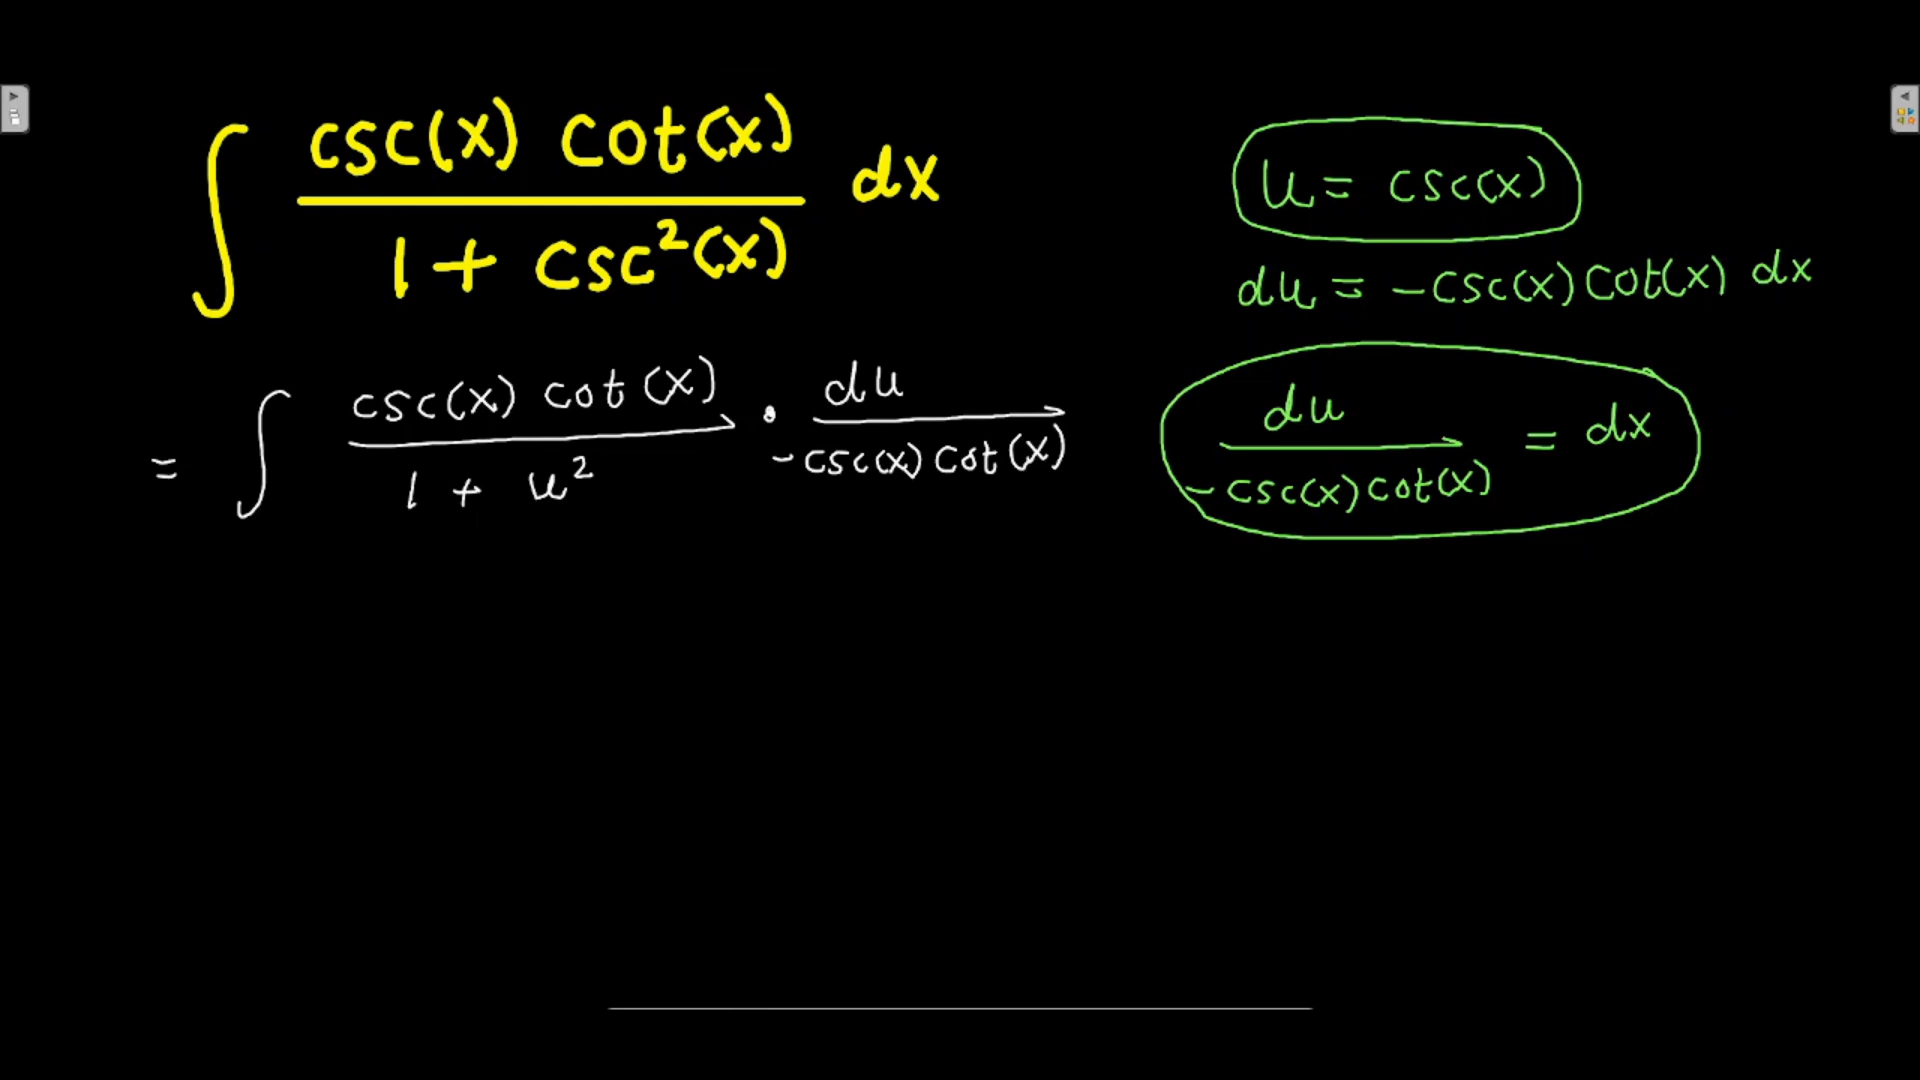 ∫ csc(x) cot(x) / 1 + csc²(x) dx
u = csc(x)
du = -csc(x) cot(x) dx
= ∫ csc(x) cot(x) / 1 + u² · du / -csc(x) cot(x)
du / -csc(x) cot(x) = dx